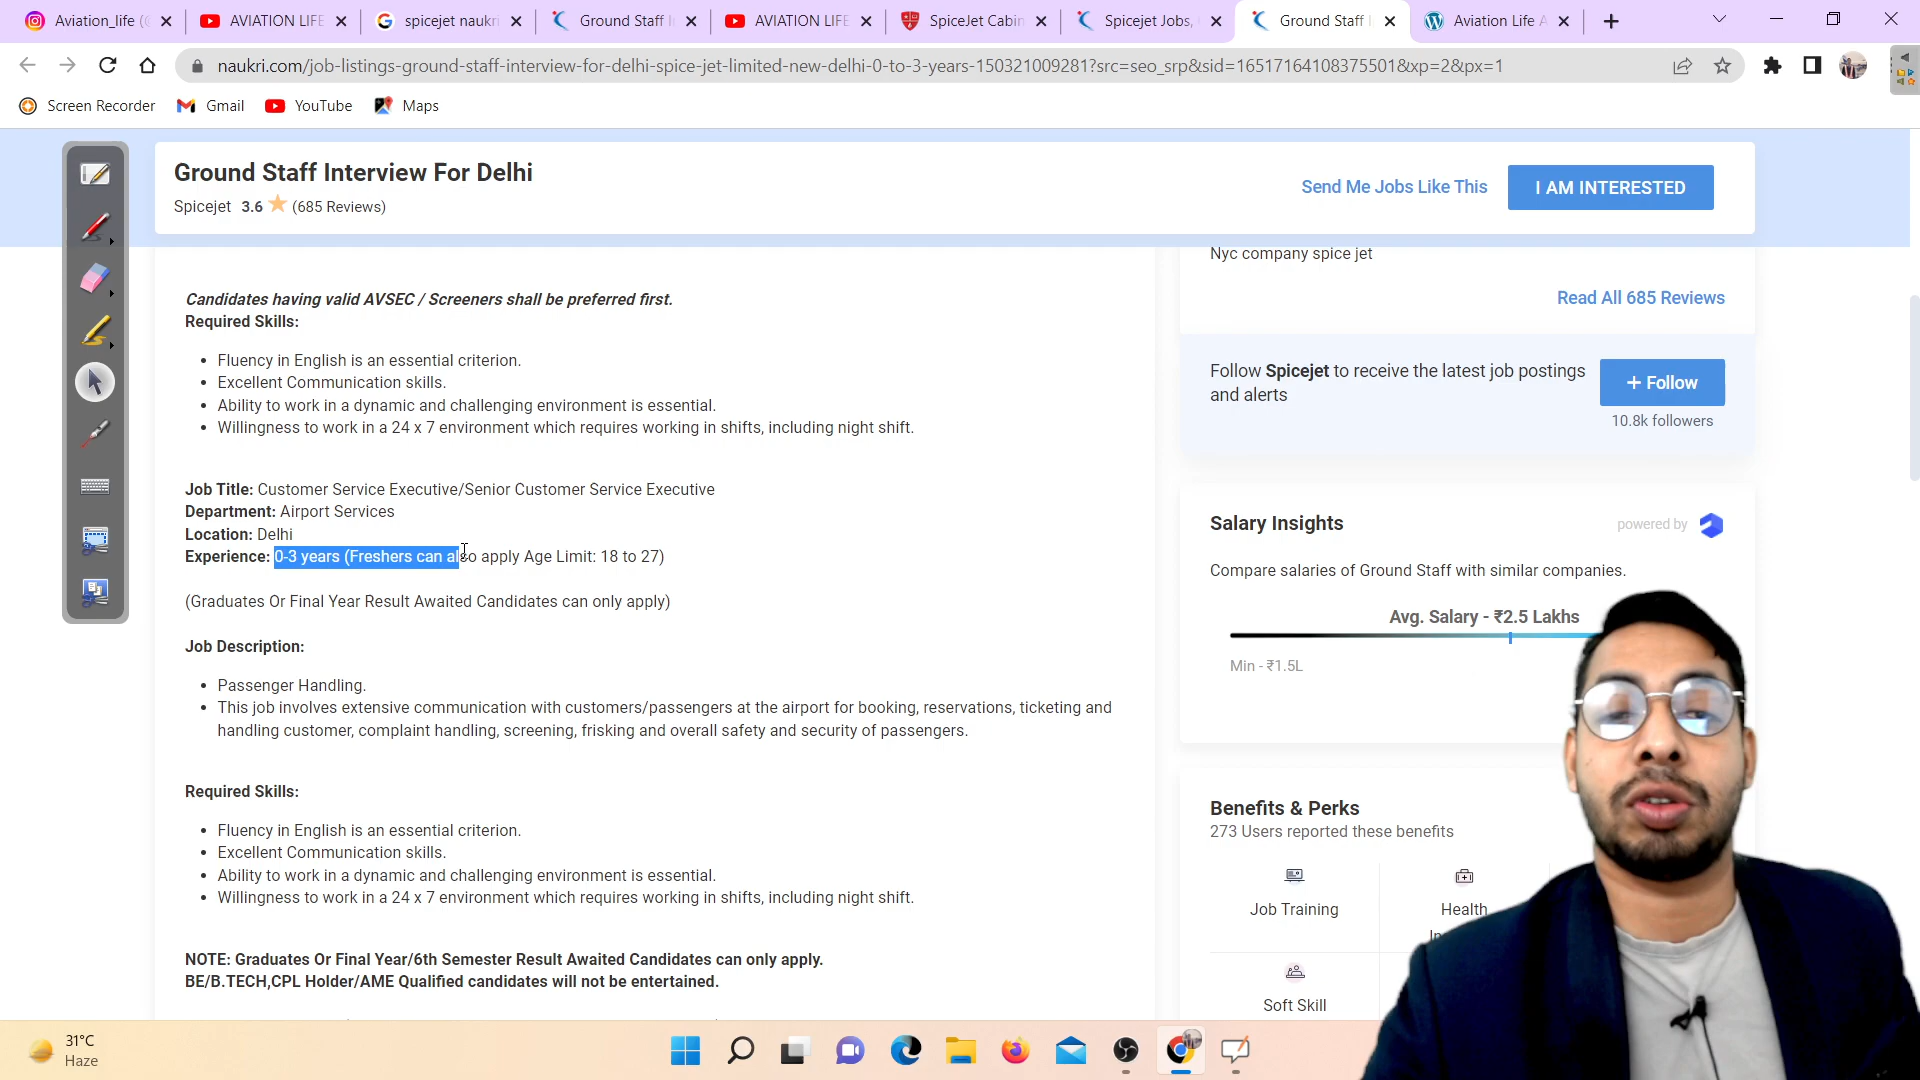 Aviation_life (
AVIATION LIFE
spicejet naukri
Ground Staff I
AVIATION LIFE
SpiceJet Cabin
Spicejet Jobs,
Ground Staff I
Aviation Life A
naukri.com/job-listings-ground-staff-interview-for-delhi-spice-jet-limited-new-delhi-0-to-3-years-150321009281?src=seo_srp&sid=16517164108375501&xp=2&px=1
Screen Recorder
Gmail
YouTube
Maps
Ground Staff Interview For Delhi
Spicejet 3.6 (685 Reviews)
Send Me Jobs Like This
I AM INTERESTED
Candidates having valid AVSEC / Screeners shall be preferred first.
Required Skills:
• Fluency in English is an essential criterion.
• Excellent Communication skills.
• Ability to work in a dynamic and challenging environment is essential.
• Willingness to work in a 24 x 7 environment which requires working in shifts, including night shift.
Job Title: Customer Service Executive/Senior Customer Service Executive
Department: Airport Services
Location: Delhi
Experience: 0-3 years (Freshers can also apply Age Limit: 18 to 27)
(Graduates Or Final Year Result Awaited Candidates can only apply)
Job Description:
• Passenger Handling.
• This job involves extensive communication with customers/passengers at the airport for booking, reservations, ticketing and
handling customer, complaint handling, screening, frisking and overall safety and security of passengers.
Required Skills:
• Fluency in English is an essential criterion.
• Excellent Communication skills.
• Ability to work in a dynamic and challenging environment is essential.
• Willingness to work in a 24 x 7 environment which requires working in shifts, including night shift.
NOTE: Graduates Or Final Year/6th Semester Result Awaited Candidates can only apply.
BE/B.TECH,CPL Holder/AME Qualified candidates will not be entertained.
Nyc company spice jet
Read All 685 Reviews
Follow Spicejet to receive the latest job postings
and alerts
+ Follow
10.8k followers
Salary Insights
powered by
Compare salaries of Ground Staff with similar companies.
Avg. Salary - ₹2.5 Lakhs
Min - ₹1.5L
Benefits & Perks
273 Users reported these benefits
Job Training
Health
Soft Skill
31°C
Haze